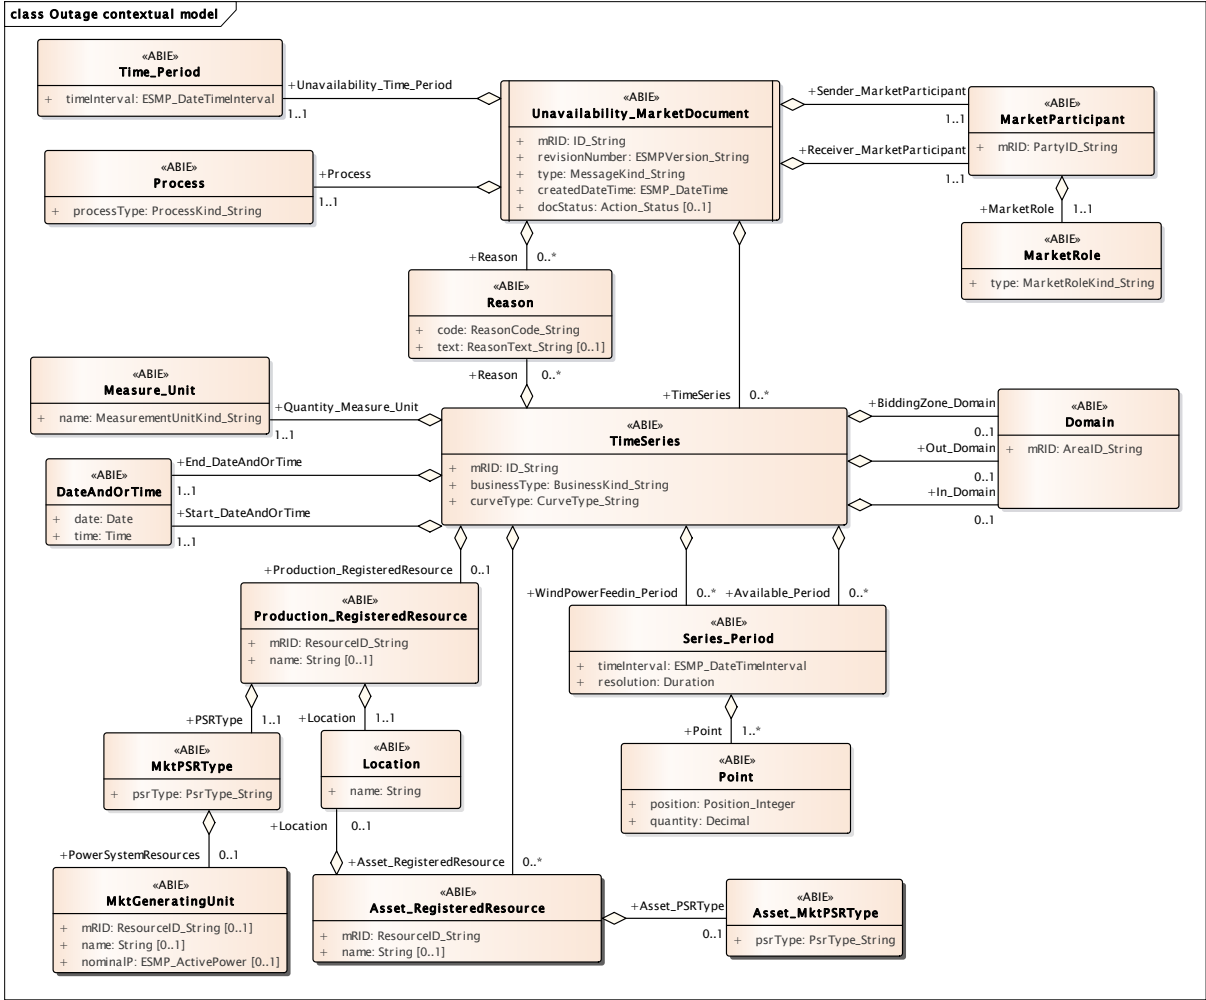 class Outage contextual model
«ABIE»
Time_Period
+ timeInterval: ESMP_DateTimeInterval
+Unavailability_Time_Period
1..1
«ABIE»
Unavailability_MarketDocument
+ mRID: ID_String
+ revisionNumber: ESMPVersion_String
+ type: MessageKind_String
+ createdDateTime: ESMP_DateTime
+ docStatus: Action_Status [0..1]
+Sender_MarketParticipant
1..1
+Receiver_MarketParticipant
1..1
«ABIE»
MarketParticipant
+ mRID: PartyID_String
«ABIE»
Process
+ processType: ProcessKind_String
+Process
1..1
+MarketRole 1..1
«ABIE»
MarketRole
+ type: MarketRoleKind_String
+Reason 0..*
«ABIE»
Reason
+ code: ReasonCode_String
+ text: ReasonText_String [0..1]
+Reason 0..*
+TimeSeries 0..*
«ABIE»
Measure_Unit
+ name: MeasurementUnitKind_String
+Quantity_Measure_Unit
1..1
«ABIE»
TimeSeries
+ mRID: ID_String
+ businessType: BusinessKind_String
+ curveType: CurveType_String
+BiddingZone_Domain
0..1
+Out_Domain
0..1
+In_Domain
0..1
«ABIE»
Domain
+ mRID: AreaID_String
«ABIE»
DateAndOrTime
+ date: Date
+ time: Time
+End_DateAndOrTime
1..1
+Start_DateAndOrTime
1..1
+Production_RegisteredResource 0..1
«ABIE»
Production_RegisteredResource
+ mRID: ResourceID_String
+ name: String [0..1]
+WindPowerFeedin_Period 0..*
+Available_Period 0..*
«ABIE»
Series_Period
+ timeInterval: ESMP_DateTimeInterval
+ resolution: Duration
+PSRType 1..1
+Location 1..1
+Point 1..*
«ABIE»
MktPSRType
+ psrType: PsrType_String
«ABIE»
Location
+ name: String
«ABIE»
Point
+ position: Position_Integer
+ quantity: Decimal
+Location 0..1
+PowerSystemResources 0..1
+Asset_RegisteredResource 0..*
«ABIE»
MktGeneratingUnit
+ mRID: ResourceID_String [0..1]
+ name: String [0..1]
+ nominalP: ESMP_ActivePower [0..1]
«ABIE»
Asset_RegisteredResource
+ mRID: ResourceID_String
+ name: String [0..1]
+Asset_PSRType
0..1
«ABIE»
Asset_MktPSRType
+ psrType: PsrType_String